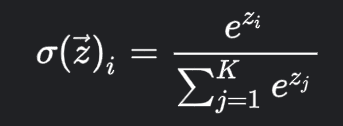 σ(z⃗)ᵢ = e^{zᵢ} / ∑_{j=1}^{K} e^{zⱼ}